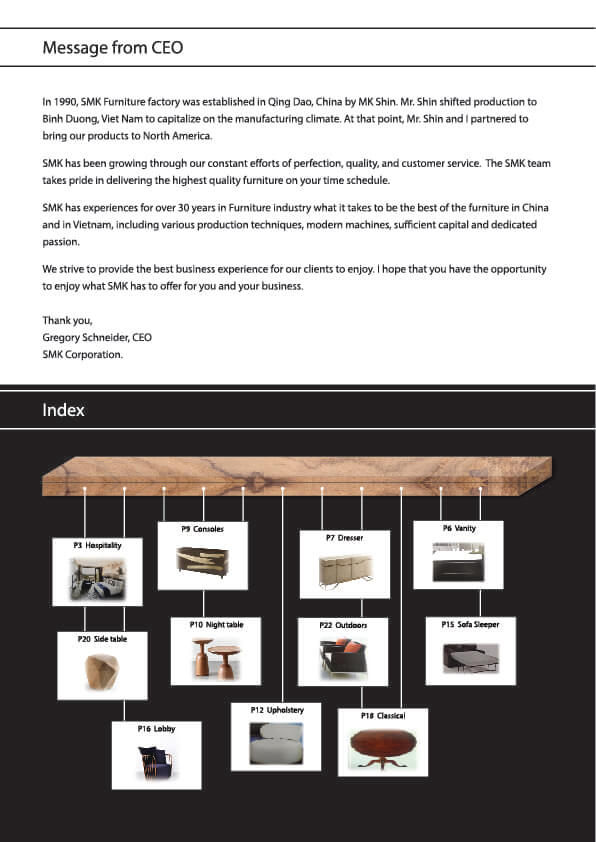 Message from CEO
In 1990, SMK Furniture factory was established in Qing Dao, China by MK Shin. Mr. Shin shifted production to
Binh Duong, Viet Nam to capitalize on the manufacturing climate. At that point, Mr. Shin and I partnered to
bring our products to North America.
SMK has been growing through our constant efforts of perfection, quality, and customer service. The SMK team
takes pride in delivering the highest quality furniture on your time schedule.
SMK has experiences for over 30 years in Furniture industry what it takes to be the best of the furniture in China
and in Vietnam, including various production techniques, modern machines, sufficient capital and dedicated
passion.
We strive to provide the best business experience for our clients to enjoy. I hope that you have the opportunity
to enjoy what SMK has to offer for you and your business.
Thank you,
Gregory Schneider, CEO
SMK Corporation.
Index
P3 Hospitality
P9 Consoles
P7 Dresser
P6 Vanity
P20 Side table
P10 Night table
P22 Outdoors
P15 Sofa Sleeper
P16 Lobby
P12 Upholstery
P18 Classical